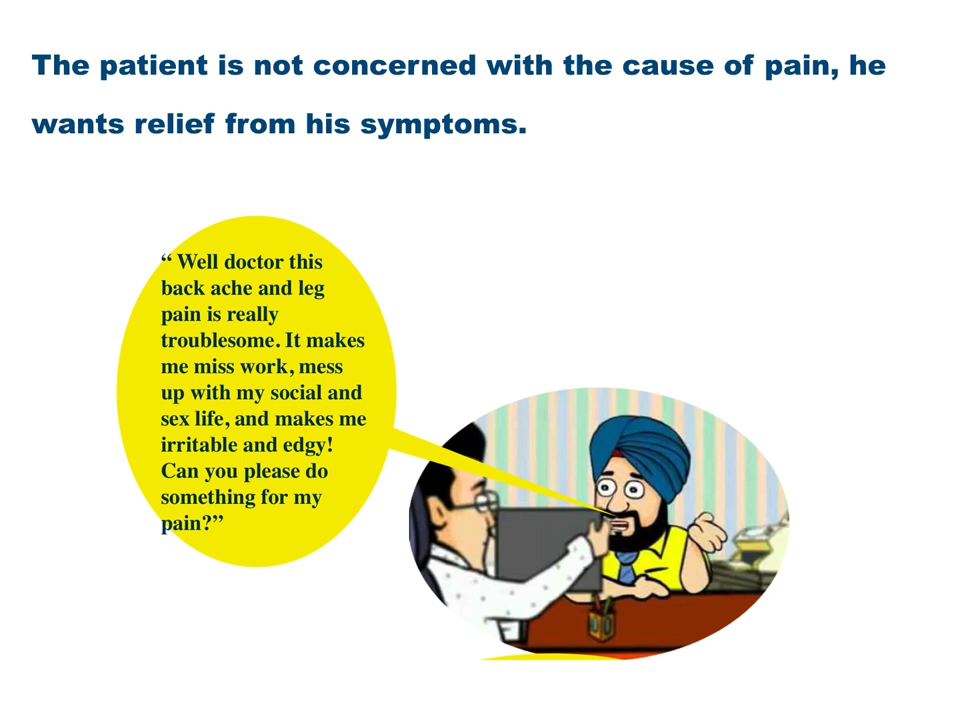 The patient is not concerned with the cause of pain, he
wants relief from his symptoms.
“ Well doctor this
back ache and leg
pain is really
troublesome. It makes
me miss work, mess
up with my social and
sex life, and makes me
irritable and edgy!
Can you please do
something for my
pain?”